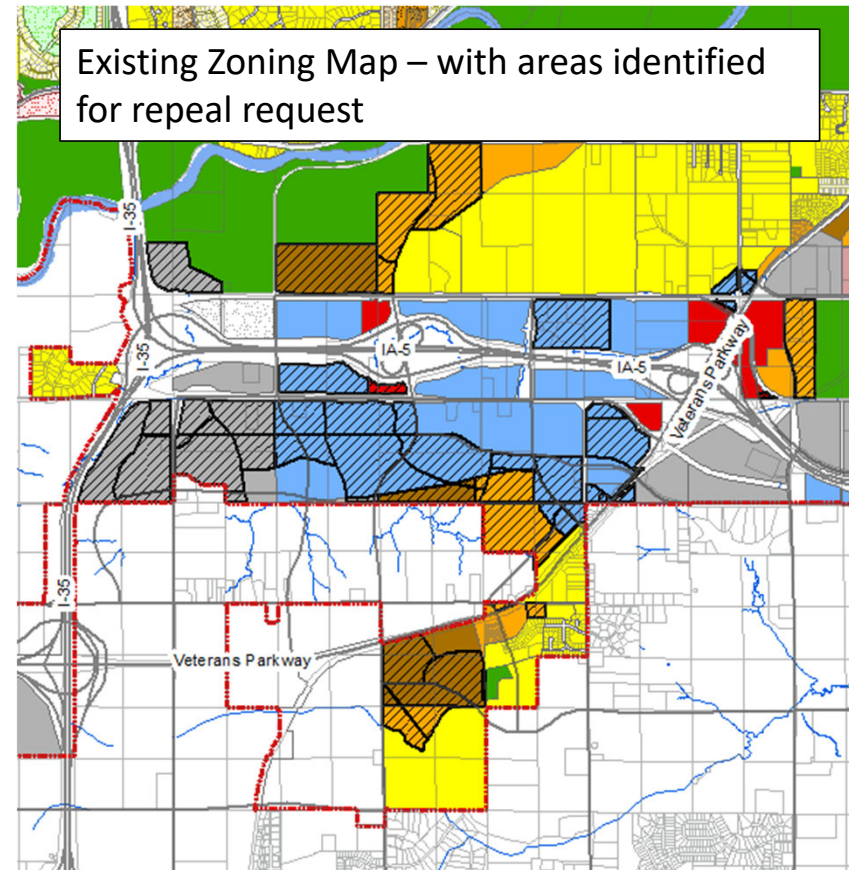 Existing Zoning Map – with areas identified
for repeal request
I-35
I-35
IA-5
IA-5
Veterans Parkway
I-35
Veterans Parkway